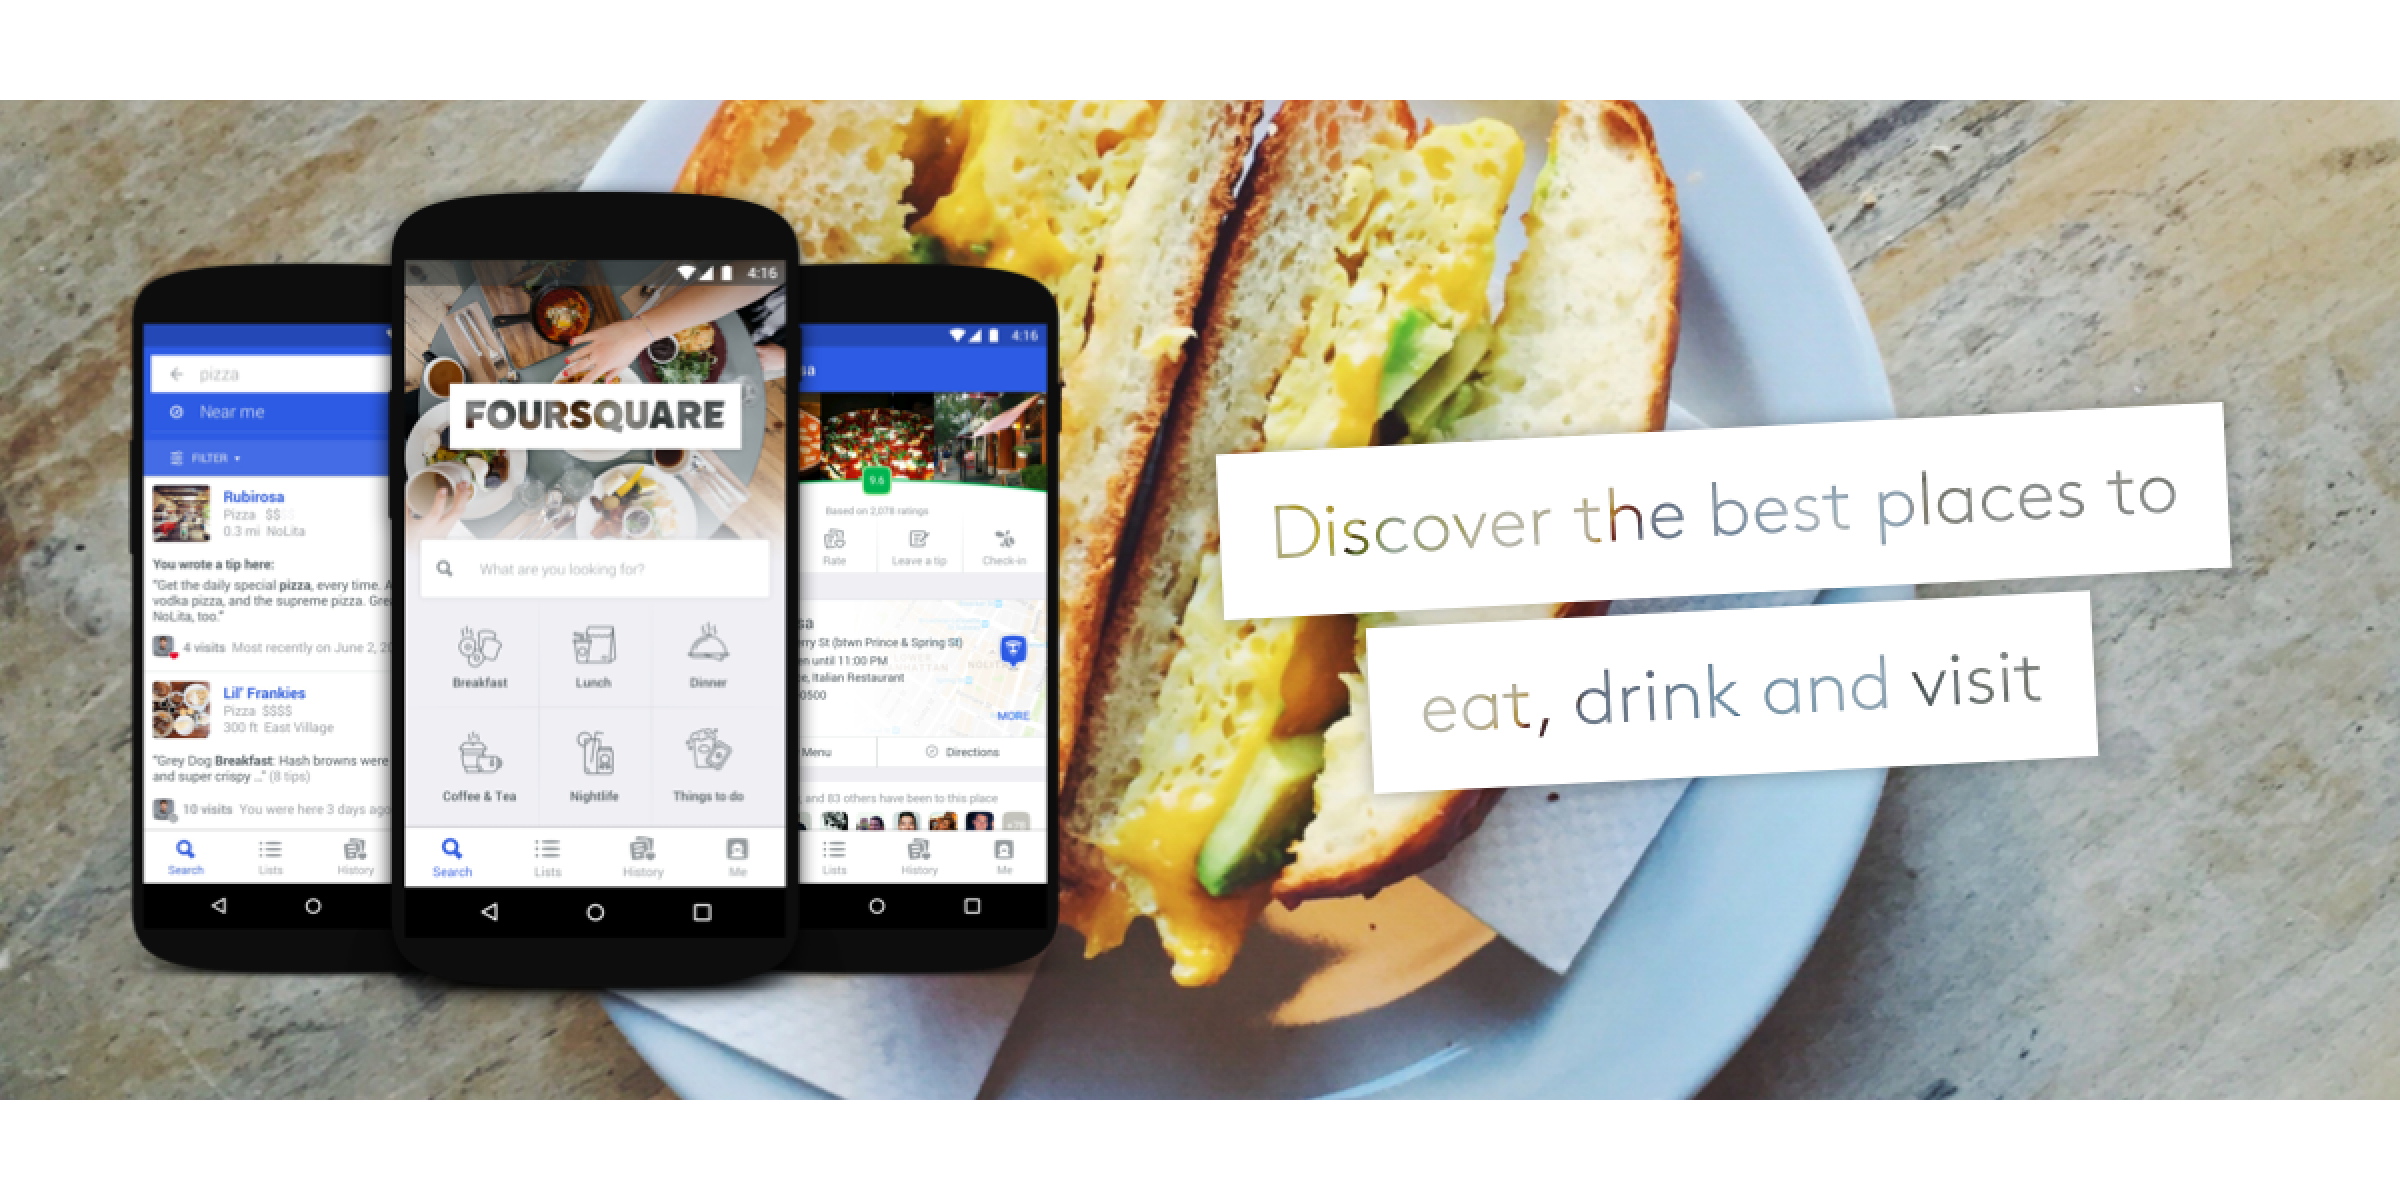 pizza
Near me
FILTER
Rubirosa
Pizza $$$$
0.3 mi NoLita
You wrote a tip here:
"Get the daily special pizza, every time.
vodka pizza, and the supreme pizza.
NoLita, too."
4 visits Most recently on June 2,
Lil' Frankies
Pizza $$$$
300 ft East Village
"Grey Dog Breakfast: Hash browns were
and super crispy ..." (8 tips)
10 visits You were here 3 days ago
Search Lists History
4:16
FOURSQUARE
What are you looking for?
Breakfast Lunch Dinner
Coffee & Tea Nightlife Things to do
Search Lists History Me
4:16
sa
9.6
Based on 2,078 ratings
Rate Leave a tip Check-in
sa
rry St (btwn Prince & Spring St)
en until 11:00 PM
e, Italian Restaurant
0500
LOWER
MANHATTAN
NOLITA
MORE
Menu Directions
, and 83 others have been to this place
Lists History Me
Discover the best places to
eat, drink and visit